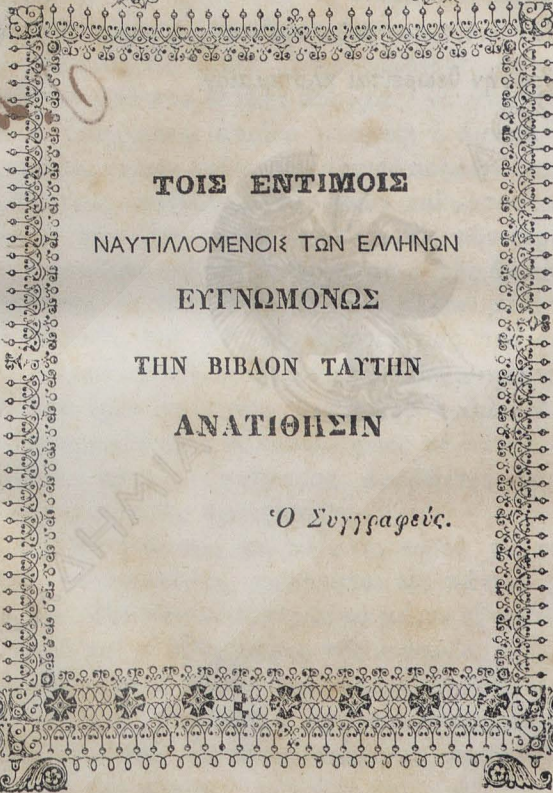 ΤΟΙΣ ΕΝΤΙΜΟΙΣ
ΝΑΥΤΙΛΛΟΜΕΝΟΙΣ ΤΩΝ ΕΛΛΗΝΩΝ
ΕΥΓΝΩΜΟΝΩΣ
ΤΗΝ ΒΙΒΛΟΝ ΤΑΥΤΗΝ
ΑΝΑΤΙΘΗΣΙΝ
Ὁ Συγγραφεύς.